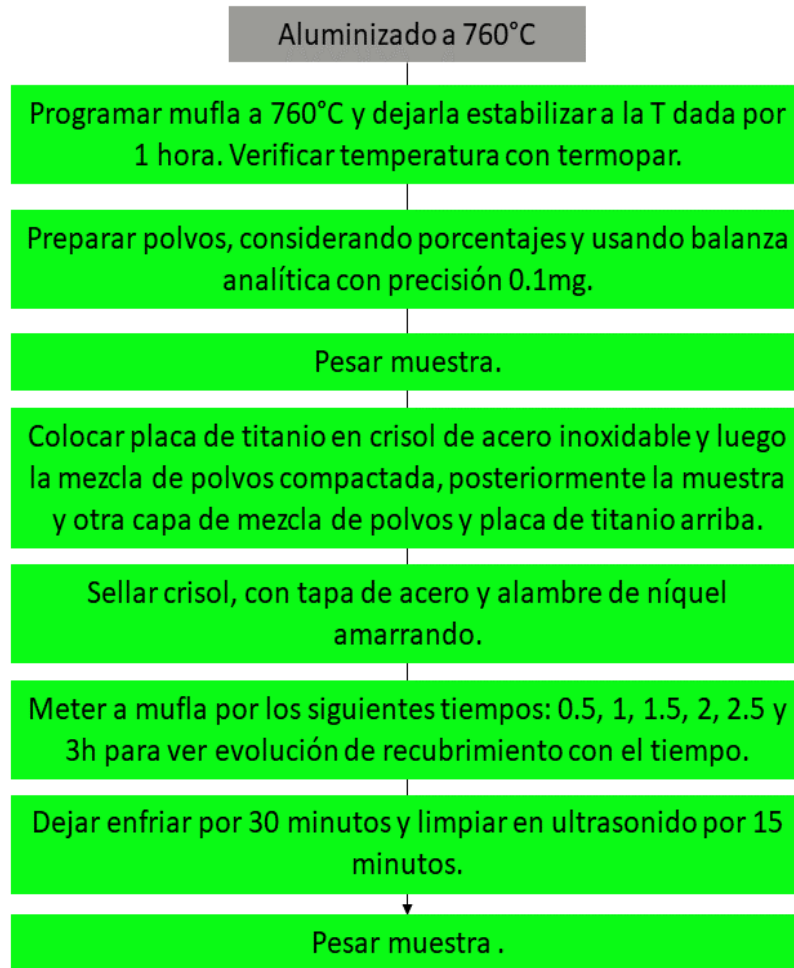 Aluminizado a 760°C
Programar mufla a 760°C y dejarla estabilizar a la T dada por
1 hora. Verificar temperatura con termopar.
Preparar polvos, considerando porcentajes y usando balanza
analítica con precisión 0.1mg.
Pesar muestra.
Colocar placa de titanio en crisol de acero inoxidable y luego
la mezcla de polvos compactada, posteriormente la muestra
y otra capa de mezcla de polvos y placa de titanio arriba.
Sellar crisol, con tapa de acero y alambre de níquel
amarrando.
Meter a mufla por los siguientes tiempos: 0.5, 1, 1.5, 2, 2.5 y
3h para ver evolución de recubrimiento con el tiempo.
Dejar enfriar por 30 minutos y limpiar en ultrasonido por 15
minutos.
Pesar muestra .